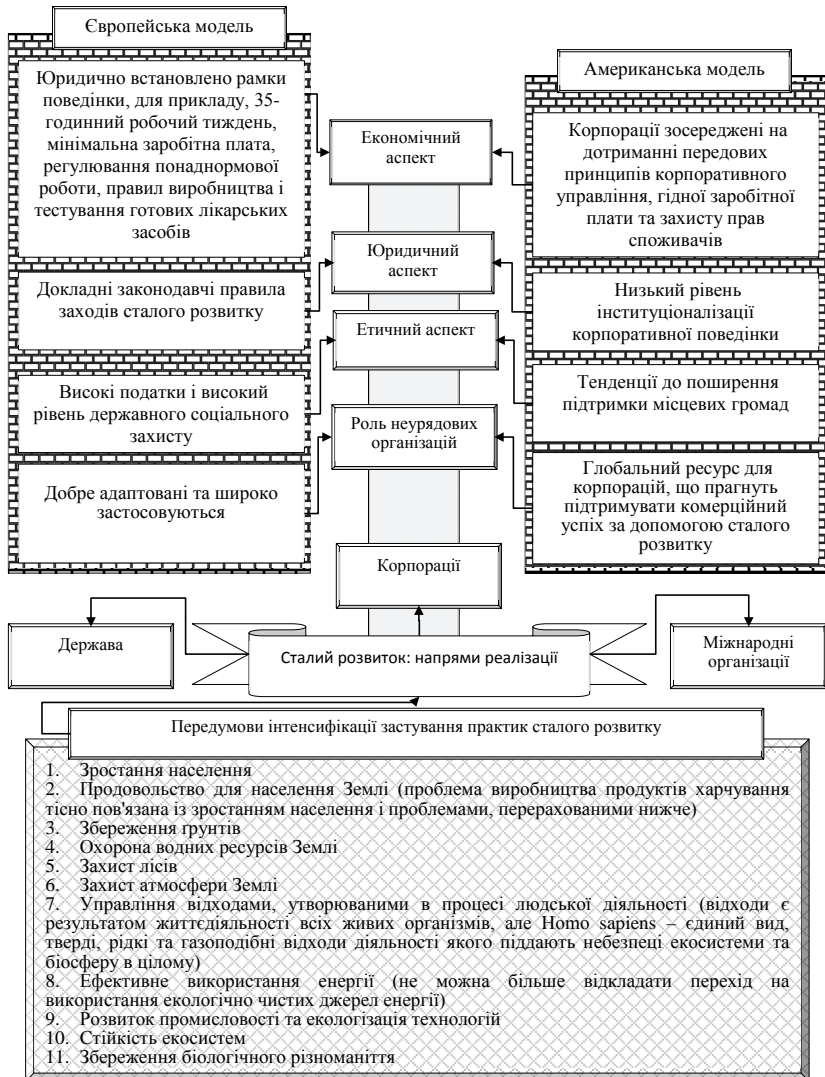 Європейська модель
Юридично встановлено рамки
поведінки, для прикладу, 35-
годинний робочий тиждень,
мінімальна заробітна плата,
регулювання понаднормової
роботи, правил виробництва і
тестування готових лікарських
засобів
Докладні законодавчі правила
заходів сталого розвитку
Високі податки і високий
рівень державного соціального
захисту
Добре адаптовані та широко
застосовуються
Економічний
аспект
Юридичний
аспект
Етичний аспект
Роль неурядових
організацій
Корпорації
Американська модель
Корпорації зосереджені на
дотриманні передових
принципів корпоративного
управління, гідної заробітної
плати та захисту прав
споживачів
Низький рівень
інституціоналізації
корпоративної поведінки
Тенденції до поширення
підтримки місцевих громад
Глобальний ресурс для
корпорацій, що прагнуть
підтримувати комерційний
успіх за допомогою сталого
розвитку
Держава
Сталий розвиток: напрями реалізації
Міжнародні
організації
Передумови інтенсифікації застування практик сталого розвитку
1. Зростання населення
2. Продовольство для населення Землі (проблема виробництва продуктів харчування
тісно пов'язана із зростанням населення і проблемами, перерахованими нижче)
3. Збереження ґрунтів
4. Охорона водних ресурсів Землі
5. Захист лісів
6. Захист атмосфери Землі
7. Управління відходами, утворюваними в процесі людської діяльності (відходи є
результатом життєдіяльності всіх живих організмів, але Homo sapiens – єдиний вид,
тверді, рідкі та газоподібні відходи діяльності якого піддають небезпеці екосистеми та
біосферу в цілому)
8. Ефективне використання енергії (не можна більше відкладати перехід на
використання екологічно чистих джерел енергії)
9. Розвиток промисловості та екологізація технологій
10. Стійкість екосистем
11. Збереження біологічного різноманіття